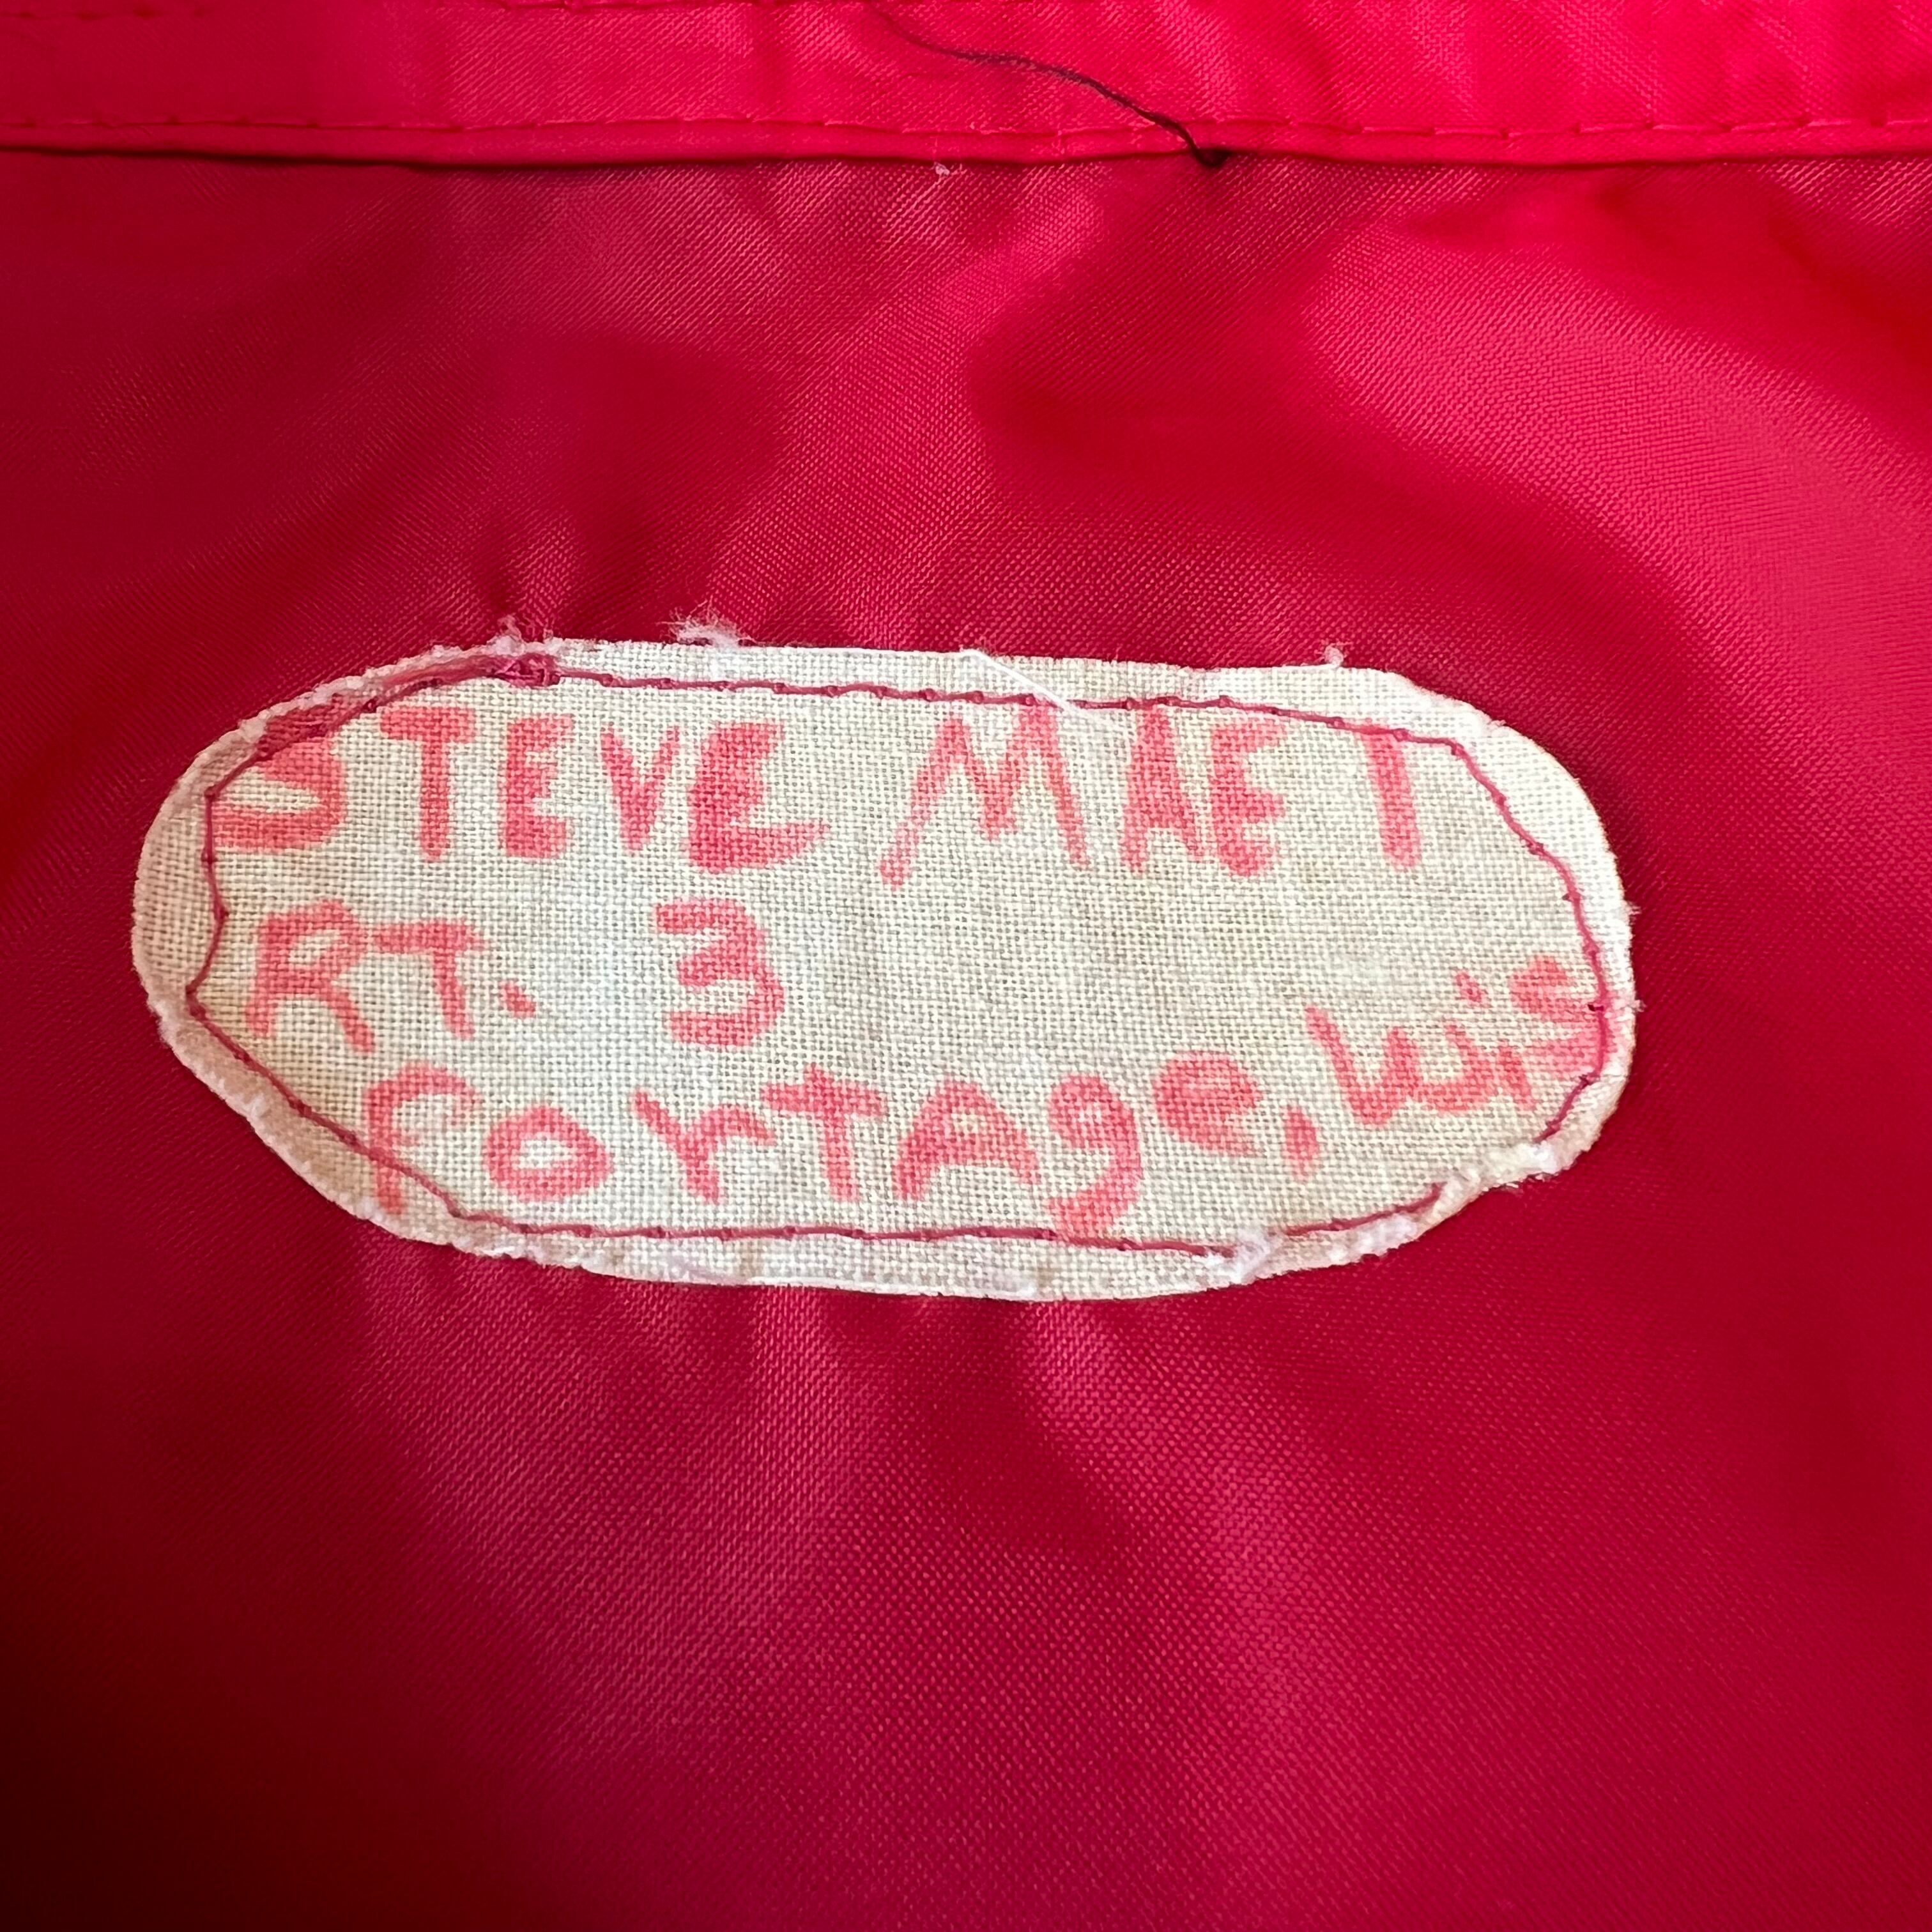 STEVE MAET
RT. 3
PorTAge, Wis